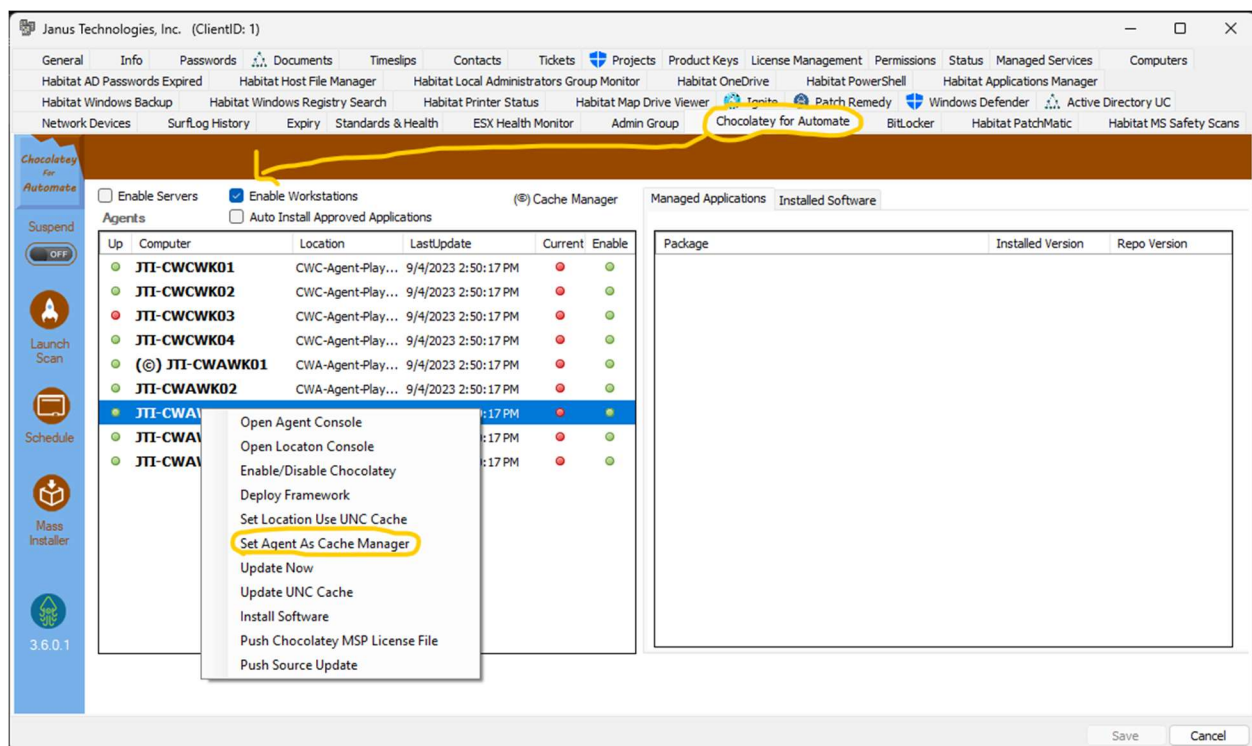 Janus Technologies, Inc. (ClientID: 1)
General Info Passwords Documents Timeslips Contacts Tickets Projects Product Keys License Management Permissions Status Managed Services Computers
Habitat AD Passwords Expired Habitat Host File Manager Habitat Local Administrators Group Monitor Habitat OneDrive Habitat PowerShell Habitat Applications Manager
Habitat Windows Backup Habitat Windows Registry Search Habitat Printer Status Habitat Map Drive Viewer Ignite Patch Remedy Windows Defender Active Directory UC
Network Devices SurfLog History Expiry Standards & Health ESX Health Monitor Admin Group Chocolatey for Automate BitLocker Habitat PatchMatic Habitat MS Safety Scans
Chocolatey
For
Automate
Suspend
OFF
Launch
Scan
Schedule
Mass
Installer
3.6.0.1
Enable Servers Enable Workstations (©) Cache Manager
Agents Auto Install Approved Applications
Up Computer Location LastUpdate Current Enable
JTI-CWCWK01 CWC-Agent-Play... 9/4/2023 2:50:17 PM
JTI-CWCWK02 CWC-Agent-Play... 9/4/2023 2:50:17 PM
JTI-CWCWK03 CWC-Agent-Play... 9/4/2023 2:50:17 PM
JTI-CWCWK04 CWC-Agent-Play... 9/4/2023 2:50:17 PM
(©) JTI-CWAWK01 CWA-Agent-Play... 9/4/2023 2:50:17 PM
JTI-CWAWK02 CWA-Agent-Play... 9/4/2023 2:50:17 PM
:17 PM
:17 PM
:17 PM
Open Agent Console
Open Locaton Console
Enable/Disable Chocolatey
Deploy Framework
Set Location Use UNC Cache
Set Agent As Cache Manager
Update Now
Update UNC Cache
Install Software
Push Chocolatey MSP License File
Push Source Update
Managed Applications Installed Software
Package Installed Version Repo Version
Save Cancel